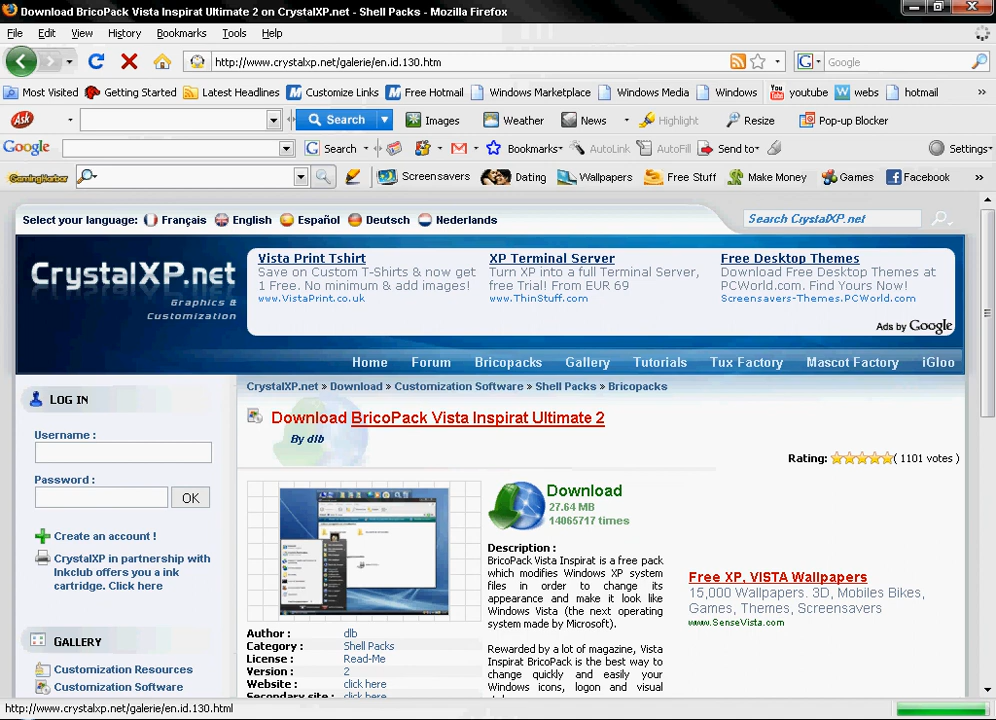 Download BricoPack Vista Inspirat Ultimate 2 on CrystalXP.net - Shell Packs - Mozilla Firefox
File Edit View History Bookmarks Tools Help
http://www.crystalxp.net/galerie/en.id.130.htm
Google
Most Visited Getting Started Latest Headlines Customize Links Free Hotmail Windows Marketplace Windows Media Windows youtube webs hotmail »
Ask Search Images Weather News Highlight Resize Pop-up Blocker
Google Search Bookmarks AutoLink AutoFill Send to Settings
GamingHarbor Screensavers Dating Wallpapers Free Stuff Make Money Games Facebook »
Select your language: Français English Español Deutsch Nederlands
Search CrystalXP.net
CrystalXP.net
Graphics &
Customization
Vista Print Tshirt
Save on Custom T-Shirts & now get
1 Free. No minimum & add images!
www.VistaPrint.co.uk
XP Terminal Server
Turn XP into a full Terminal Server,
free Trial! From EUR 69
www.ThinStuff.com
Free Desktop Themes
Download Free Desktop Themes at
PCWorld.com. Find Yours Now!
Screensavers-Themes.PCWorld.com
Ads by Google
Home Forum Bricopacks Gallery Tutorials Tux Factory Mascot Factory iGloo
LOG IN
Username :
Password :
OK
Create an account !
CrystalXP in partnership with
Inkclub offers you a ink
cartridge. Click here
GALLERY
Customization Resources
Customization Software
CrystalXP.net » Download » Customization Software » Shell Packs » Bricopacks
Download BricoPack Vista Inspirat Ultimate 2
By dlb
Rating: ( 1101 votes )
Download
27.64 MB
14065717 times
Description :
BricoPack Vista Inspirat is a free pack
which modifies Windows XP system
files in order to change its
appearance and make it look like
Windows Vista (the next operating
system made by Microsoft).
Rewarded by a lot of magazine, Vista
Inspirat BricoPack is the best way to
change quickly and easily your
Windows icons, logon and visual
Author : dlb
Category : Shell Packs
License : Read-Me
Version : 2
Website : click here
Secondary site : click here
Free XP, VISTA Wallpapers
15,000 Wallpapers. 3D, Mobiles Bikes,
Games, Themes, Screensavers
www.SenseVista.com
http://www.crystalxp.net/galerie/en.id.130.html